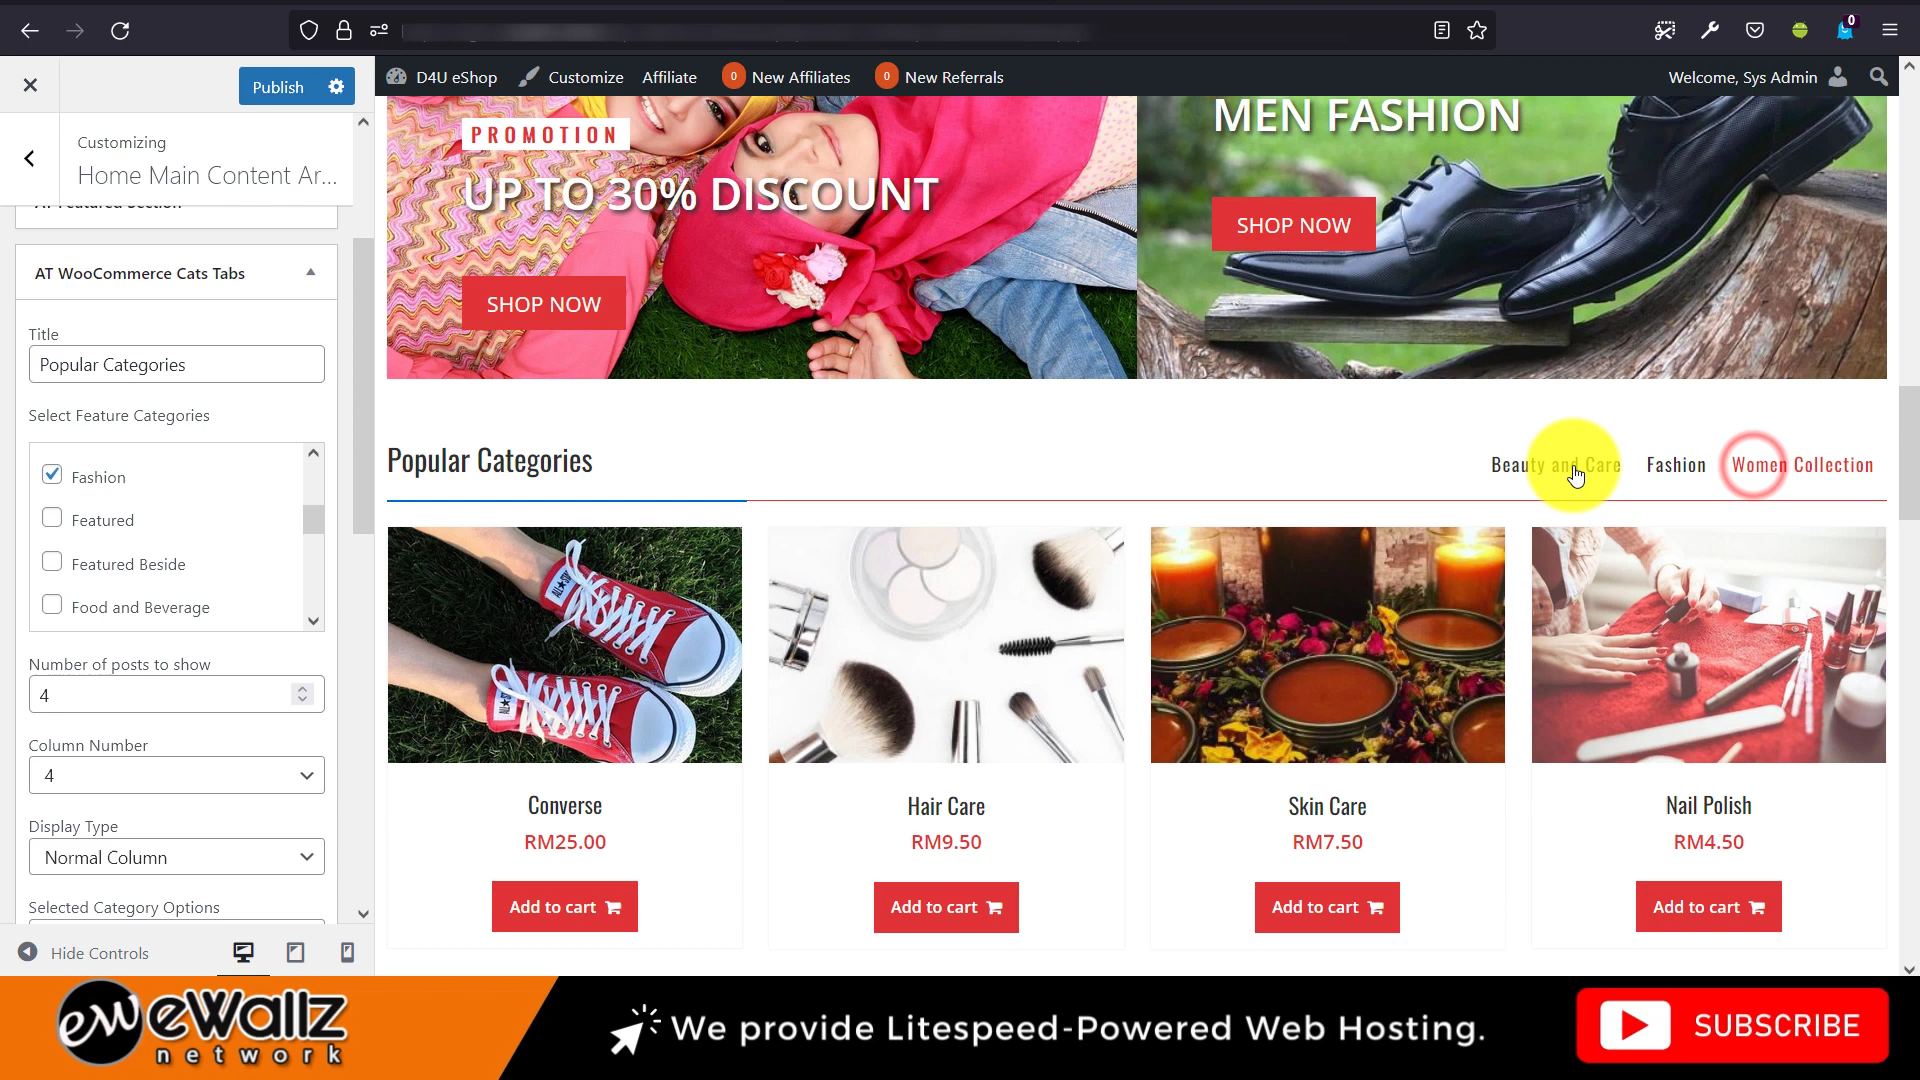 0
Publish
D4U eShop
Customize
Affiliate
0 New Affiliates
0 New Referrals
Welcome, Sys Admin
Customizing
Home Main Content Ar...
AT Featured Section
AT WooCommerce Cats Tabs
Title
Popular Categories
Select Feature Categories
Fashion
Featured
Featured Beside
Food and Beverage
Number of posts to show
4
Column Number
4
Display Type
Normal Column
Selected Category Options
Hide Controls
PROMOTION
UP TO 30% DISCOUNT
SHOP NOW
MEN FASHION
SHOP NOW
Popular Categories
Beauty and Care
Fashion
Women Collection
Converse
RM25.00
Add to cart
Hair Care
RM9.50
Add to cart
Skin Care
RM7.50
Add to cart
Nail Polish
RM4.50
Add to cart
ew eWallz
network
We provide Litespeed-Powered Web Hosting.
SUBSCRIBE